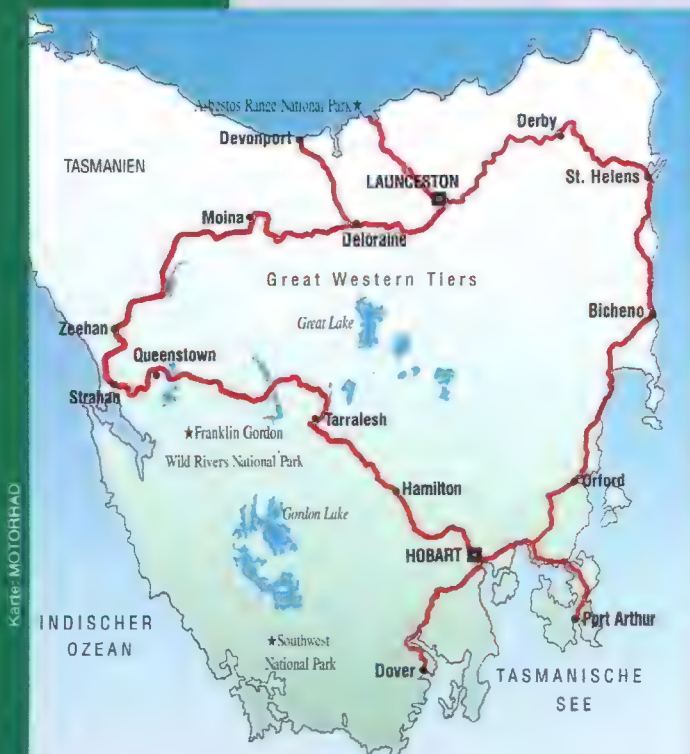 Asbestos Range National Park
Devonport
Derby
TASMANIEN
LAUNCESTON
St. Helens
Moina
Deloraine
Great Western Tiers
Great Lake
Bicheno
Zeehan
Queenstown
Strahan
Tarralesh
Franklin Gordon
Wild Rivers National Park
Hamilton
Orford
Gordon Lake
HOBART
INDISCHER
OZEAN
Port Arthur
Southwest
National Park
Dover
TASMANISCHE
SEE
Karte: MOTORRAD